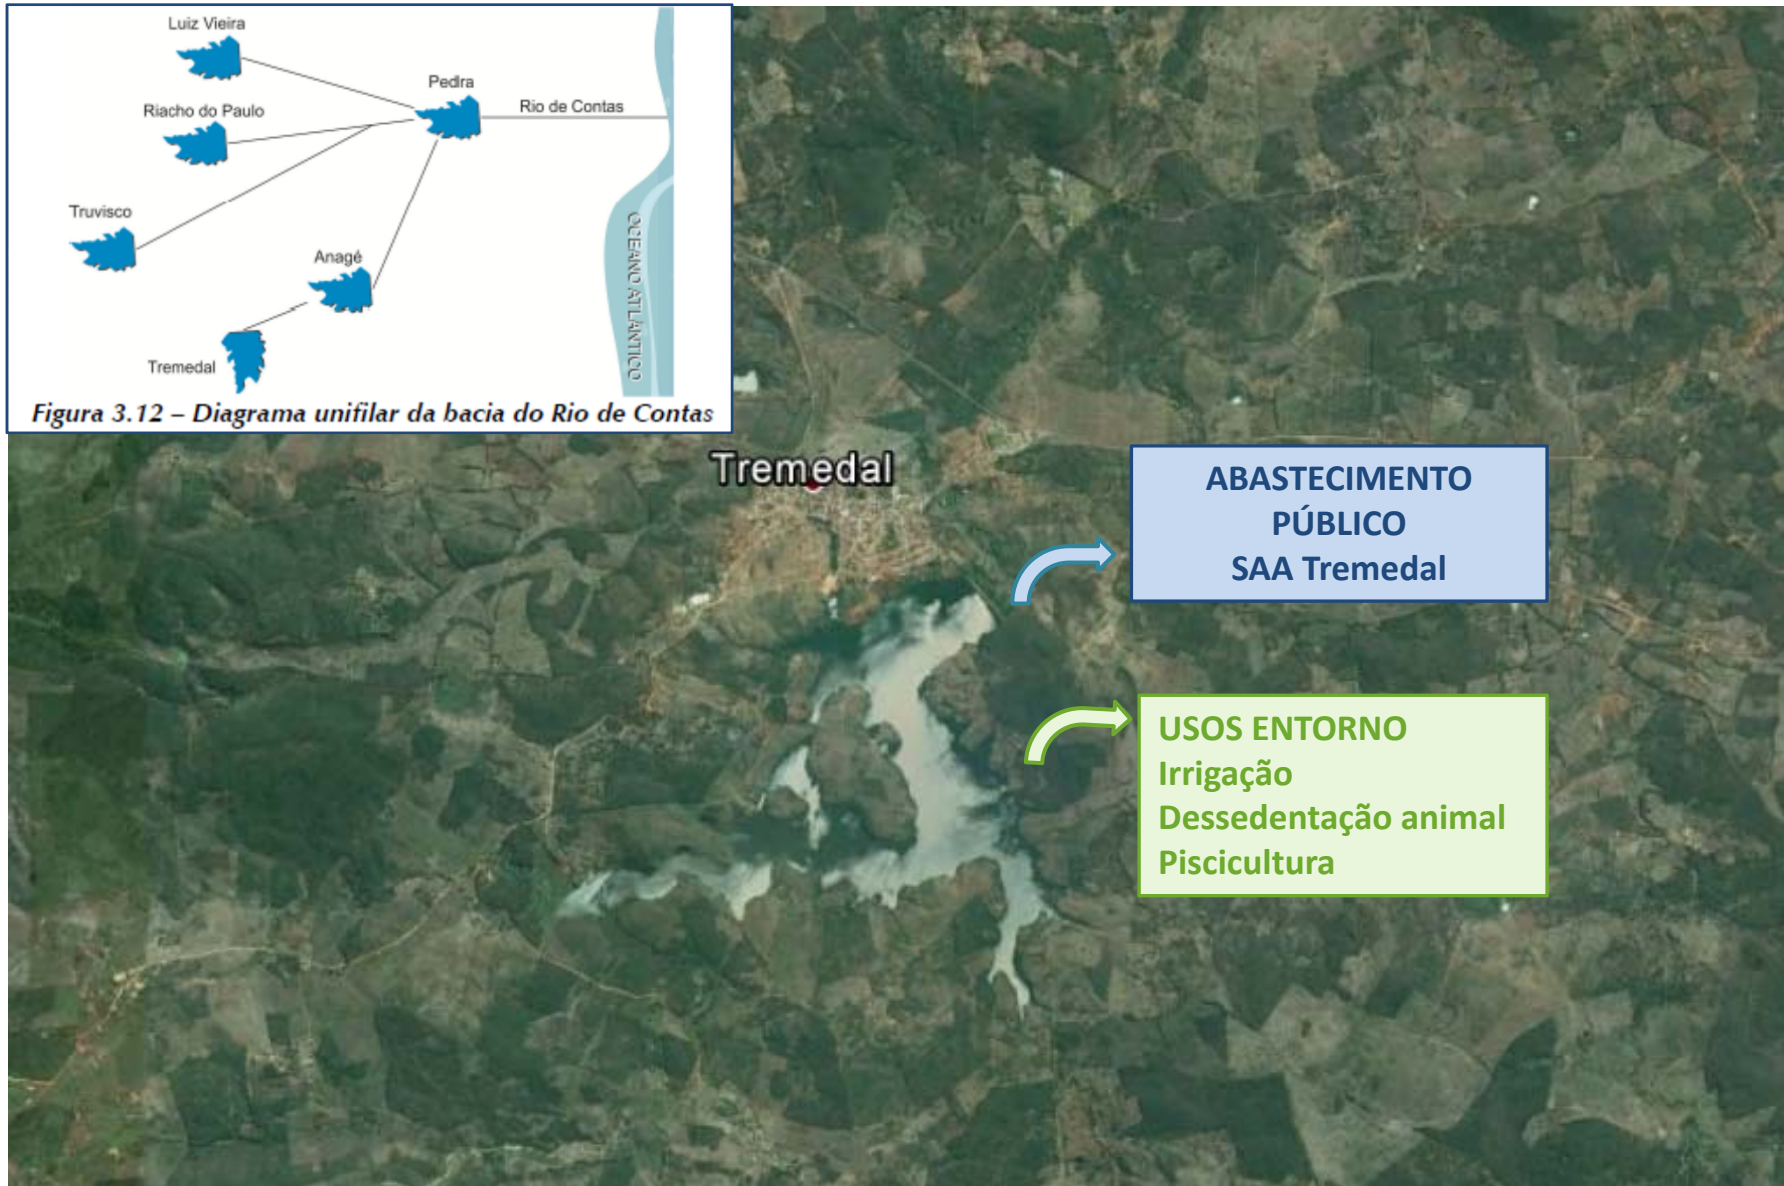 Luiz Vieira
Pedra
Rio de Contas
Riacho do Paulo
Truvisco
Anagé
Tremedal
OCEANO ATLÂNTICO
Figura 3.12 – Diagrama unifilar da bacia do Rio de Contas
Tremedal
ABASTECIMENTO
PÚBLICO
SAA Tremedal
USOS ENTORNO
Irrigação
Dessedentação animal
Piscicultura